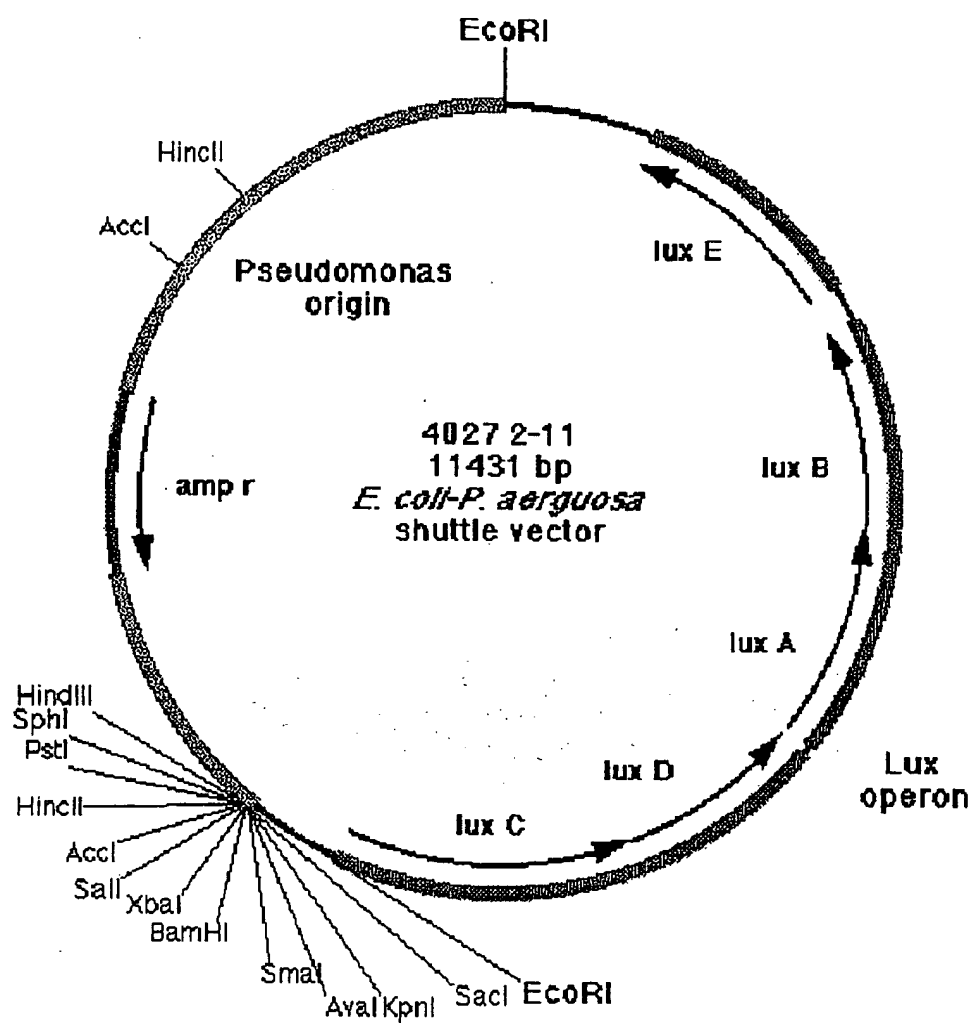 EcoRI
HincII
AccI
Pseudomonas
origin
lux E
4027 2-11
11431 bp
E. coli-P. aerguosa
shuttle vector
amp r
lux B
lux A
lux D
lux C
Lux
operon
HindIII
SphI
PstI
HincII
AccI
SalI
XbaI
BamHI
SmaI
AvaI
KpnI
SacI
EcoRI